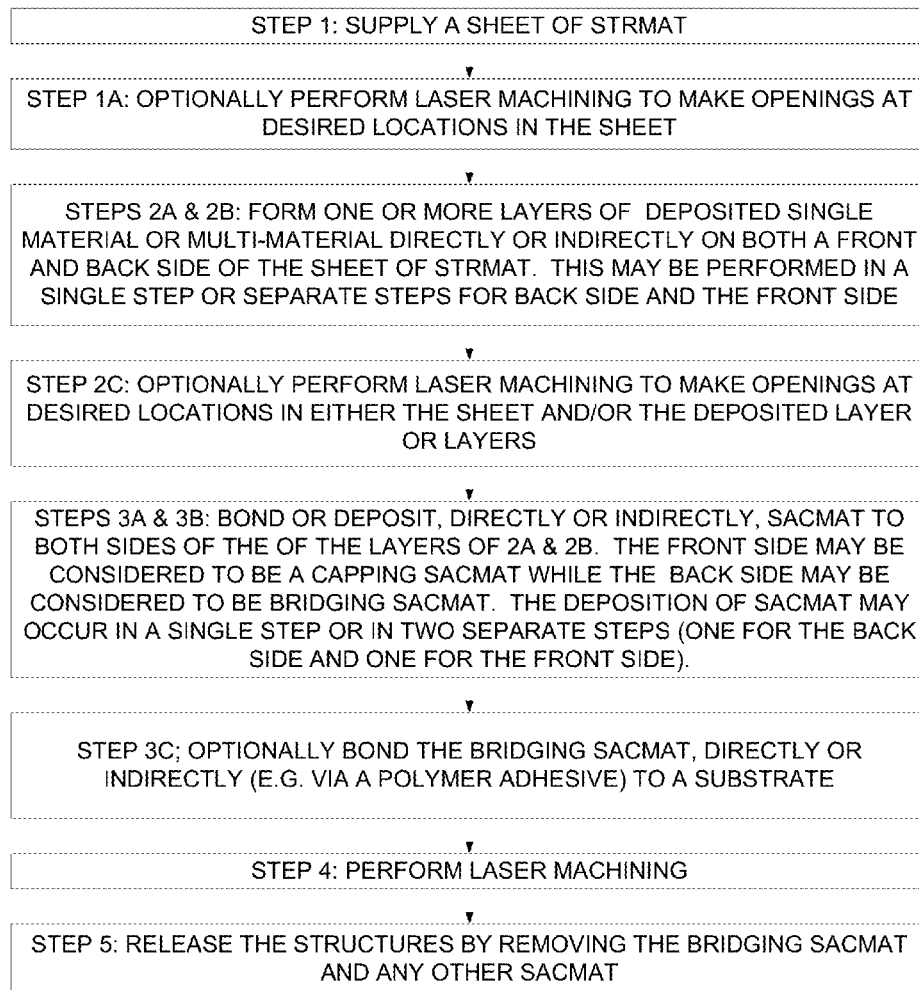 STEP 1: SUPPLY A SHEET OF STRMAT
STEP 1A: OPTIONALLY PERFORM LASER MACHINING TO MAKE OPENINGS AT
DESIRED LOCATIONS IN THE SHEET
STEPS 2A & 2B: FORM ONE OR MORE LAYERS OF DEPOSITED SINGLE
MATERIAL OR MULTI-MATERIAL DIRECTLY OR INDIRECTLY ON BOTH A FRONT
AND BACK SIDE OF THE SHEET OF STRMAT. THIS MAY BE PERFORMED IN A
SINGLE STEP OR SEPARATE STEPS FOR BACK SIDE AND THE FRONT SIDE
STEP 2C: OPTIONALLY PERFORM LASER MACHINING TO MAKE OPENINGS AT
DESIRED LOCATIONS IN EITHER THE SHEET AND/OR THE DEPOSITED LAYER
OR LAYERS
STEPS 3A & 3B: BOND OR DEPOSIT, DIRECTLY OR INDIRECTLY, SACMAT TO
BOTH SIDES OF THE OF THE LAYERS OF 2A & 2B. THE FRONT SIDE MAY BE
CONSIDERED TO BE A CAPPING SACMAT WHILE THE BACK SIDE MAY BE
CONSIDERED TO BE BRIDGING SACMAT. THE DEPOSITION OF SACMAT MAY
OCCUR IN A SINGLE STEP OR IN TWO SEPARATE STEPS (ONE FOR THE BACK
SIDE AND ONE FOR THE FRONT SIDE).
STEP 3C; OPTIONALLY BOND THE BRIDGING SACMAT, DIRECTLY OR
INDIRECTLY (E.G. VIA A POLYMER ADHESIVE) TO A SUBSTRATE
STEP 4: PERFORM LASER MACHINING
STEP 5: RELEASE THE STRUCTURES BY REMOVING THE BRIDGING SACMAT
AND ANY OTHER SACMAT